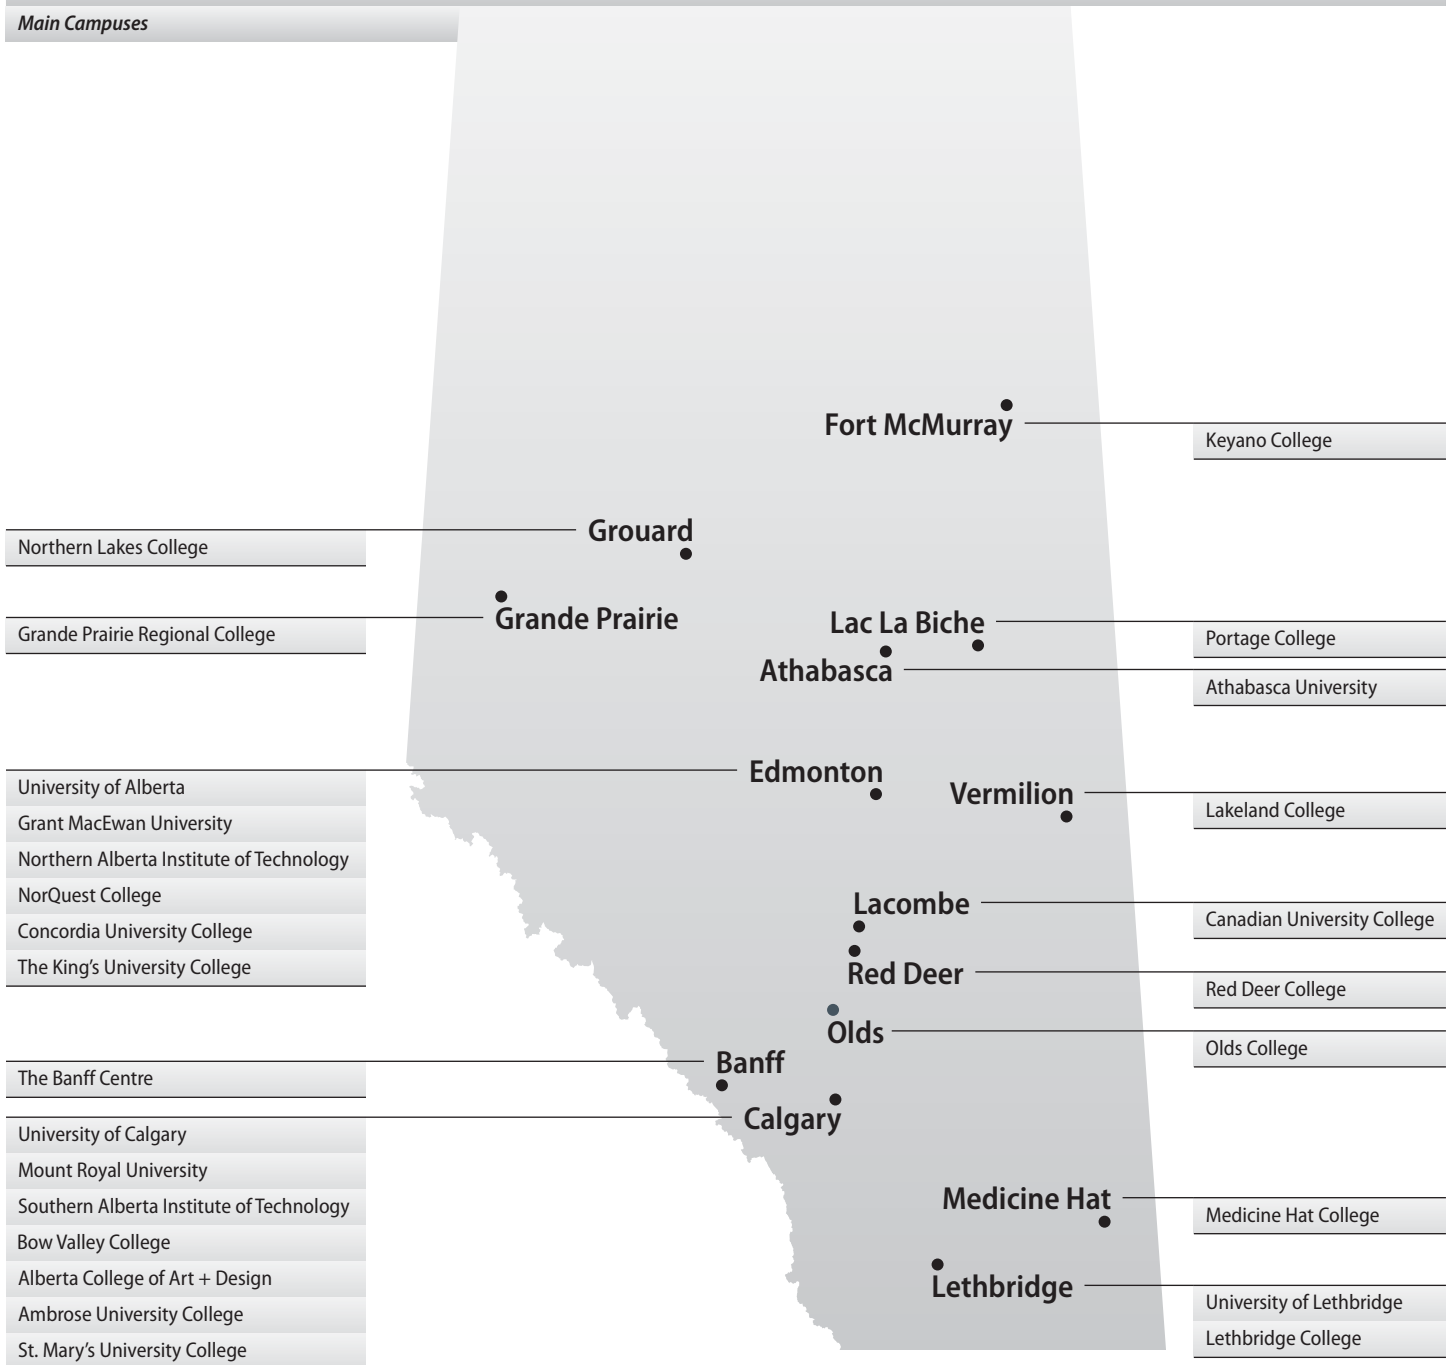 Main Campuses
Fort McMurray
Keyano College
Grouard
Northern Lakes College
Grande Prairie
Grande Prairie Regional College
Lac La Biche
Portage College
Athabasca
Athabasca University
Edmonton
University of Alberta
Grant MacEwan University
Northern Alberta Institute of Technology
NorQuest College
Concordia University College
The King's University College
Vermilion
Lakeland College
Lacombe
Canadian University College
Red Deer
Red Deer College
Olds
Olds College
Banff
The Banff Centre
Calgary
University of Calgary
Mount Royal University
Southern Alberta Institute of Technology
Bow Valley College
Alberta College of Art + Design
Ambrose University College
St. Mary's University College
Medicine Hat
Medicine Hat College
Lethbridge
University of Lethbridge
Lethbridge College